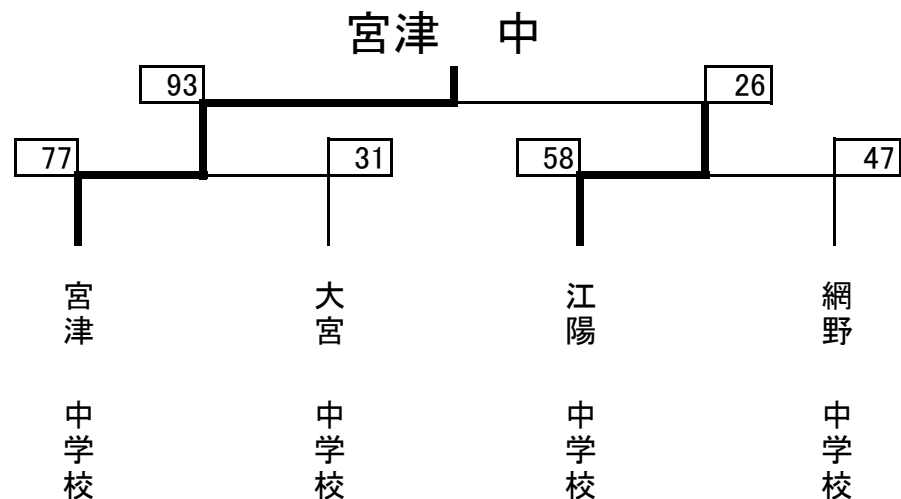 宮津　中
93
26
77
31
58
47
宮津　中学校
大宮　中学校
江陽　中学校
網野　中学校